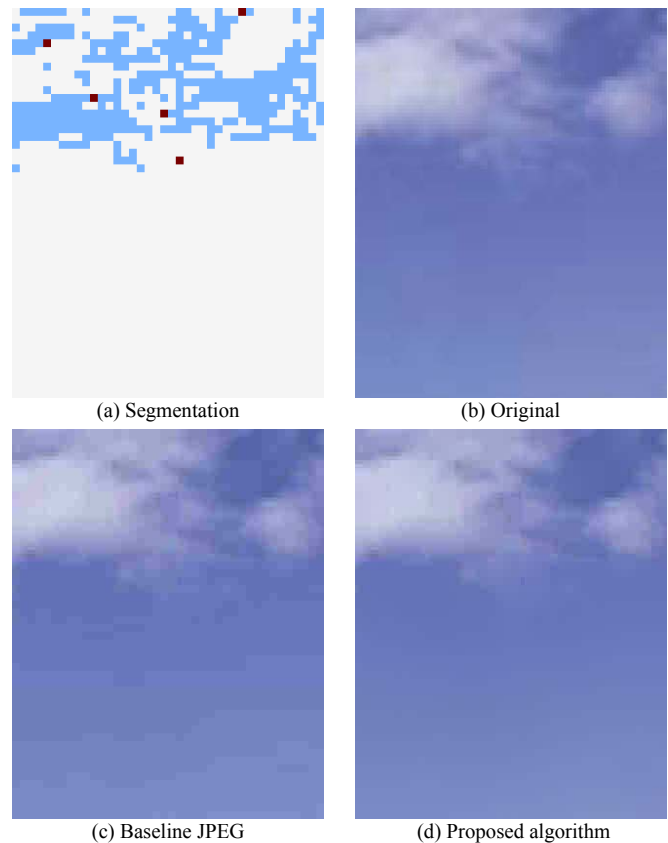 (a) Segmentation
(b) Original
(c) Baseline JPEG
(d) Proposed algorithm